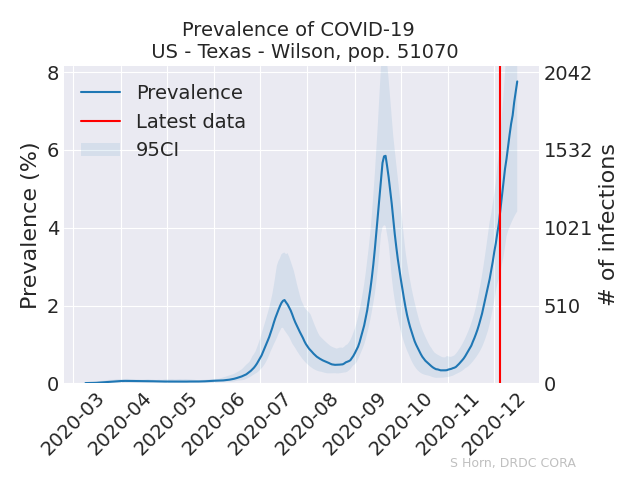 Prevalence of COVID-19
US - Texas - Wilson, pop. 51070
Prevalence
Latest data
95CI
Prevalence (%)
8
6
4
2
0
2042
1532
1021
510
0
# of infections
2020-03
2020-04
2020-05
2020-06
2020-07
2020-08
2020-09
2020-10
2020-11
2020-12
S Horn, DRDC CORA